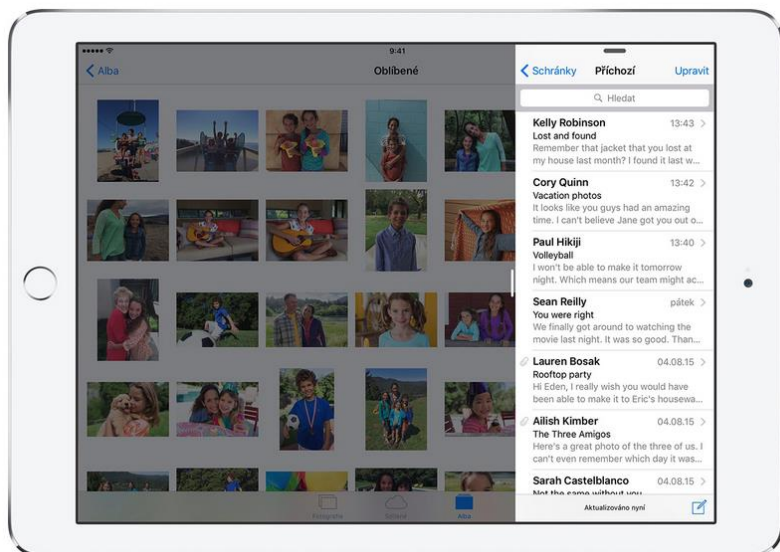 9:41
Alba
Oblíbené
Schránky
Příchozí
Upravit
Hledat
Kelly Robinson 13:43
Lost and found
Remember that jacket that you lost at
my house last month? I found it last w...
Cory Quinn 13:42
Vacation photos
It looks like you guys had an amazing
time. I can't believe Jane got you out o...
Paul Hikiji 13:40
Volleyball
I won't be able to make it tomorrow
night. Which means our team might ac...
Sean Reilly pátek
You were right
We finally got around to watching the
movie last night. It was so good. Than...
Lauren Bosak 04.08.15
Rooftop party
Hi Eden, I really wish you would have
been able to make it to Eric's housewa...
Ailish Kimber 04.08.15
The Three Amigos
Here's a great photo of the three of us. I
can't even remember which day it was...
Sarah Castelblanco 04.08.15
Not the same without you
Fotografie
Sdílené
Alba
Aktualizováno nyní